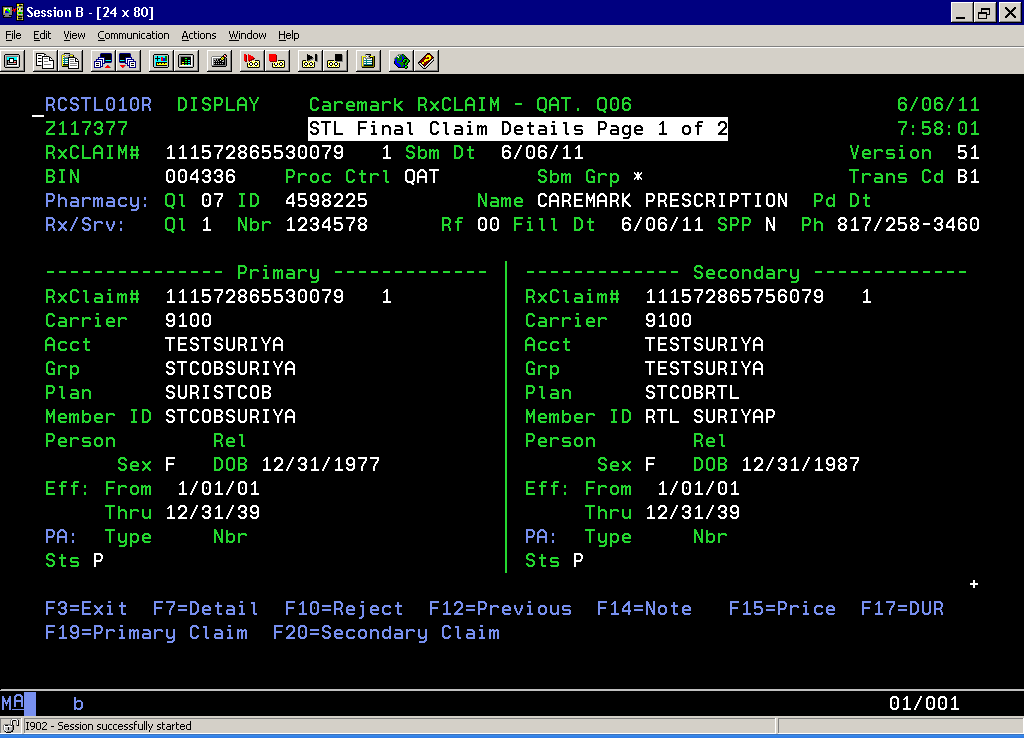 Session B - [24 x 80]
File Edit View Communication Actions Window Help
RCSTL010R DISPLAY Caremark RxCLAIM - QAT. Q06 6/06/11
Z117377 STL Final Claim Details Page 1 of 2 7:58:01
RxCLAIM# 111572865530079 1 Sbm Dt 6/06/11 Version 51
BIN 004336 Proc Ctrl QAT Sbm Grp * Trans Cd B1
Pharmacy: Ql 07 ID 4598225 Name CAREMARK PRESCRIPTION Pd Dt
Rx/Srv: Ql 1 Nbr 1234578 Rf 00 Fill Dt 6/06/11 SPP N Ph 817/258-3460
--------------- Primary ------------- | ------------- Secondary -------------
RxClaim# 111572865530079 1 RxClaim# 111572865756079 1
Carrier 9100 Carrier 9100
Acct TESTSURIYA Acct TESTSURIYA
Grp STCOBSURIYA Grp TESTSURIYA
Plan SURISTCOB Plan STCOBRTL
Member ID STCOBSURIYA Member ID RTL SURIYAP
Person Rel Person Rel
Sex F DOB 12/31/1977 Sex F DOB 12/31/1987
Eff: From 1/01/01 Eff: From 1/01/01
Thru 12/31/39 Thru 12/31/39
PA: Type Nbr PA: Type Nbr
Sts P Sts P
+
F3=Exit F7=Detail F10=Reject F12=Previous F14=Note F15=Price F17=DUR
F19=Primary Claim F20=Secondary Claim
MA b 01/001
I902 - Session successfully started